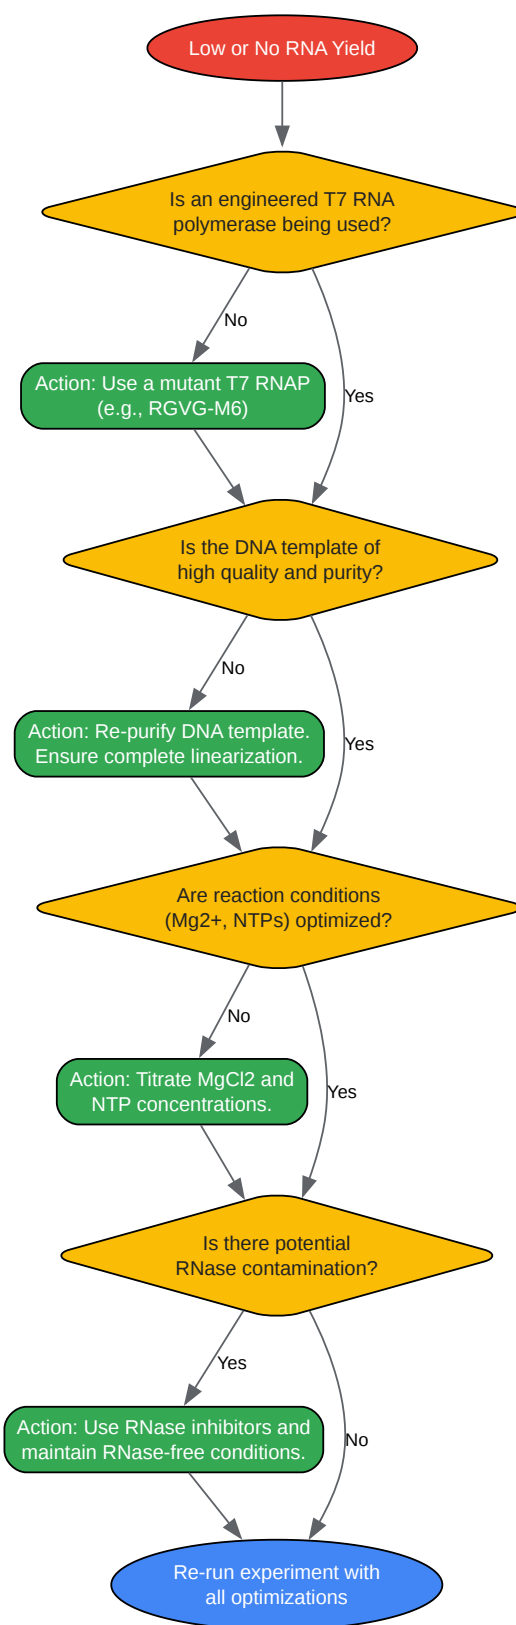 Low or No RNA Yield
Is an engineered T7 RNA
polymerase being used?
No
Yes
Action: Use a mutant T7 RNAP
(e.g., RGVG-M6)
Is the DNA template of
high quality and purity?
No
Yes
Action: Re-purify DNA template.
Ensure complete linearization.
Are reaction conditions
(Mg2+, NTPs) optimized?
No
Yes
Action: Titrate MgCl2 and
NTP concentrations.
Is there potential
RNase contamination?
Yes
No
Action: Use RNase inhibitors and
maintain RNase-free conditions.
Re-run experiment with
all optimizations